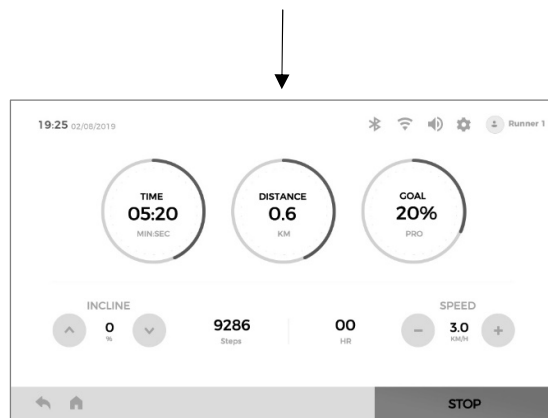 19:25 02/08/2019
Runner 1
TIME
05:20
MIN:SEC
DISTANCE
0.6
KM
GOAL
20%
PRO
INCLINE
0
%
9286
Steps
00
HR
SPEED
3.0
KM/H
STOP